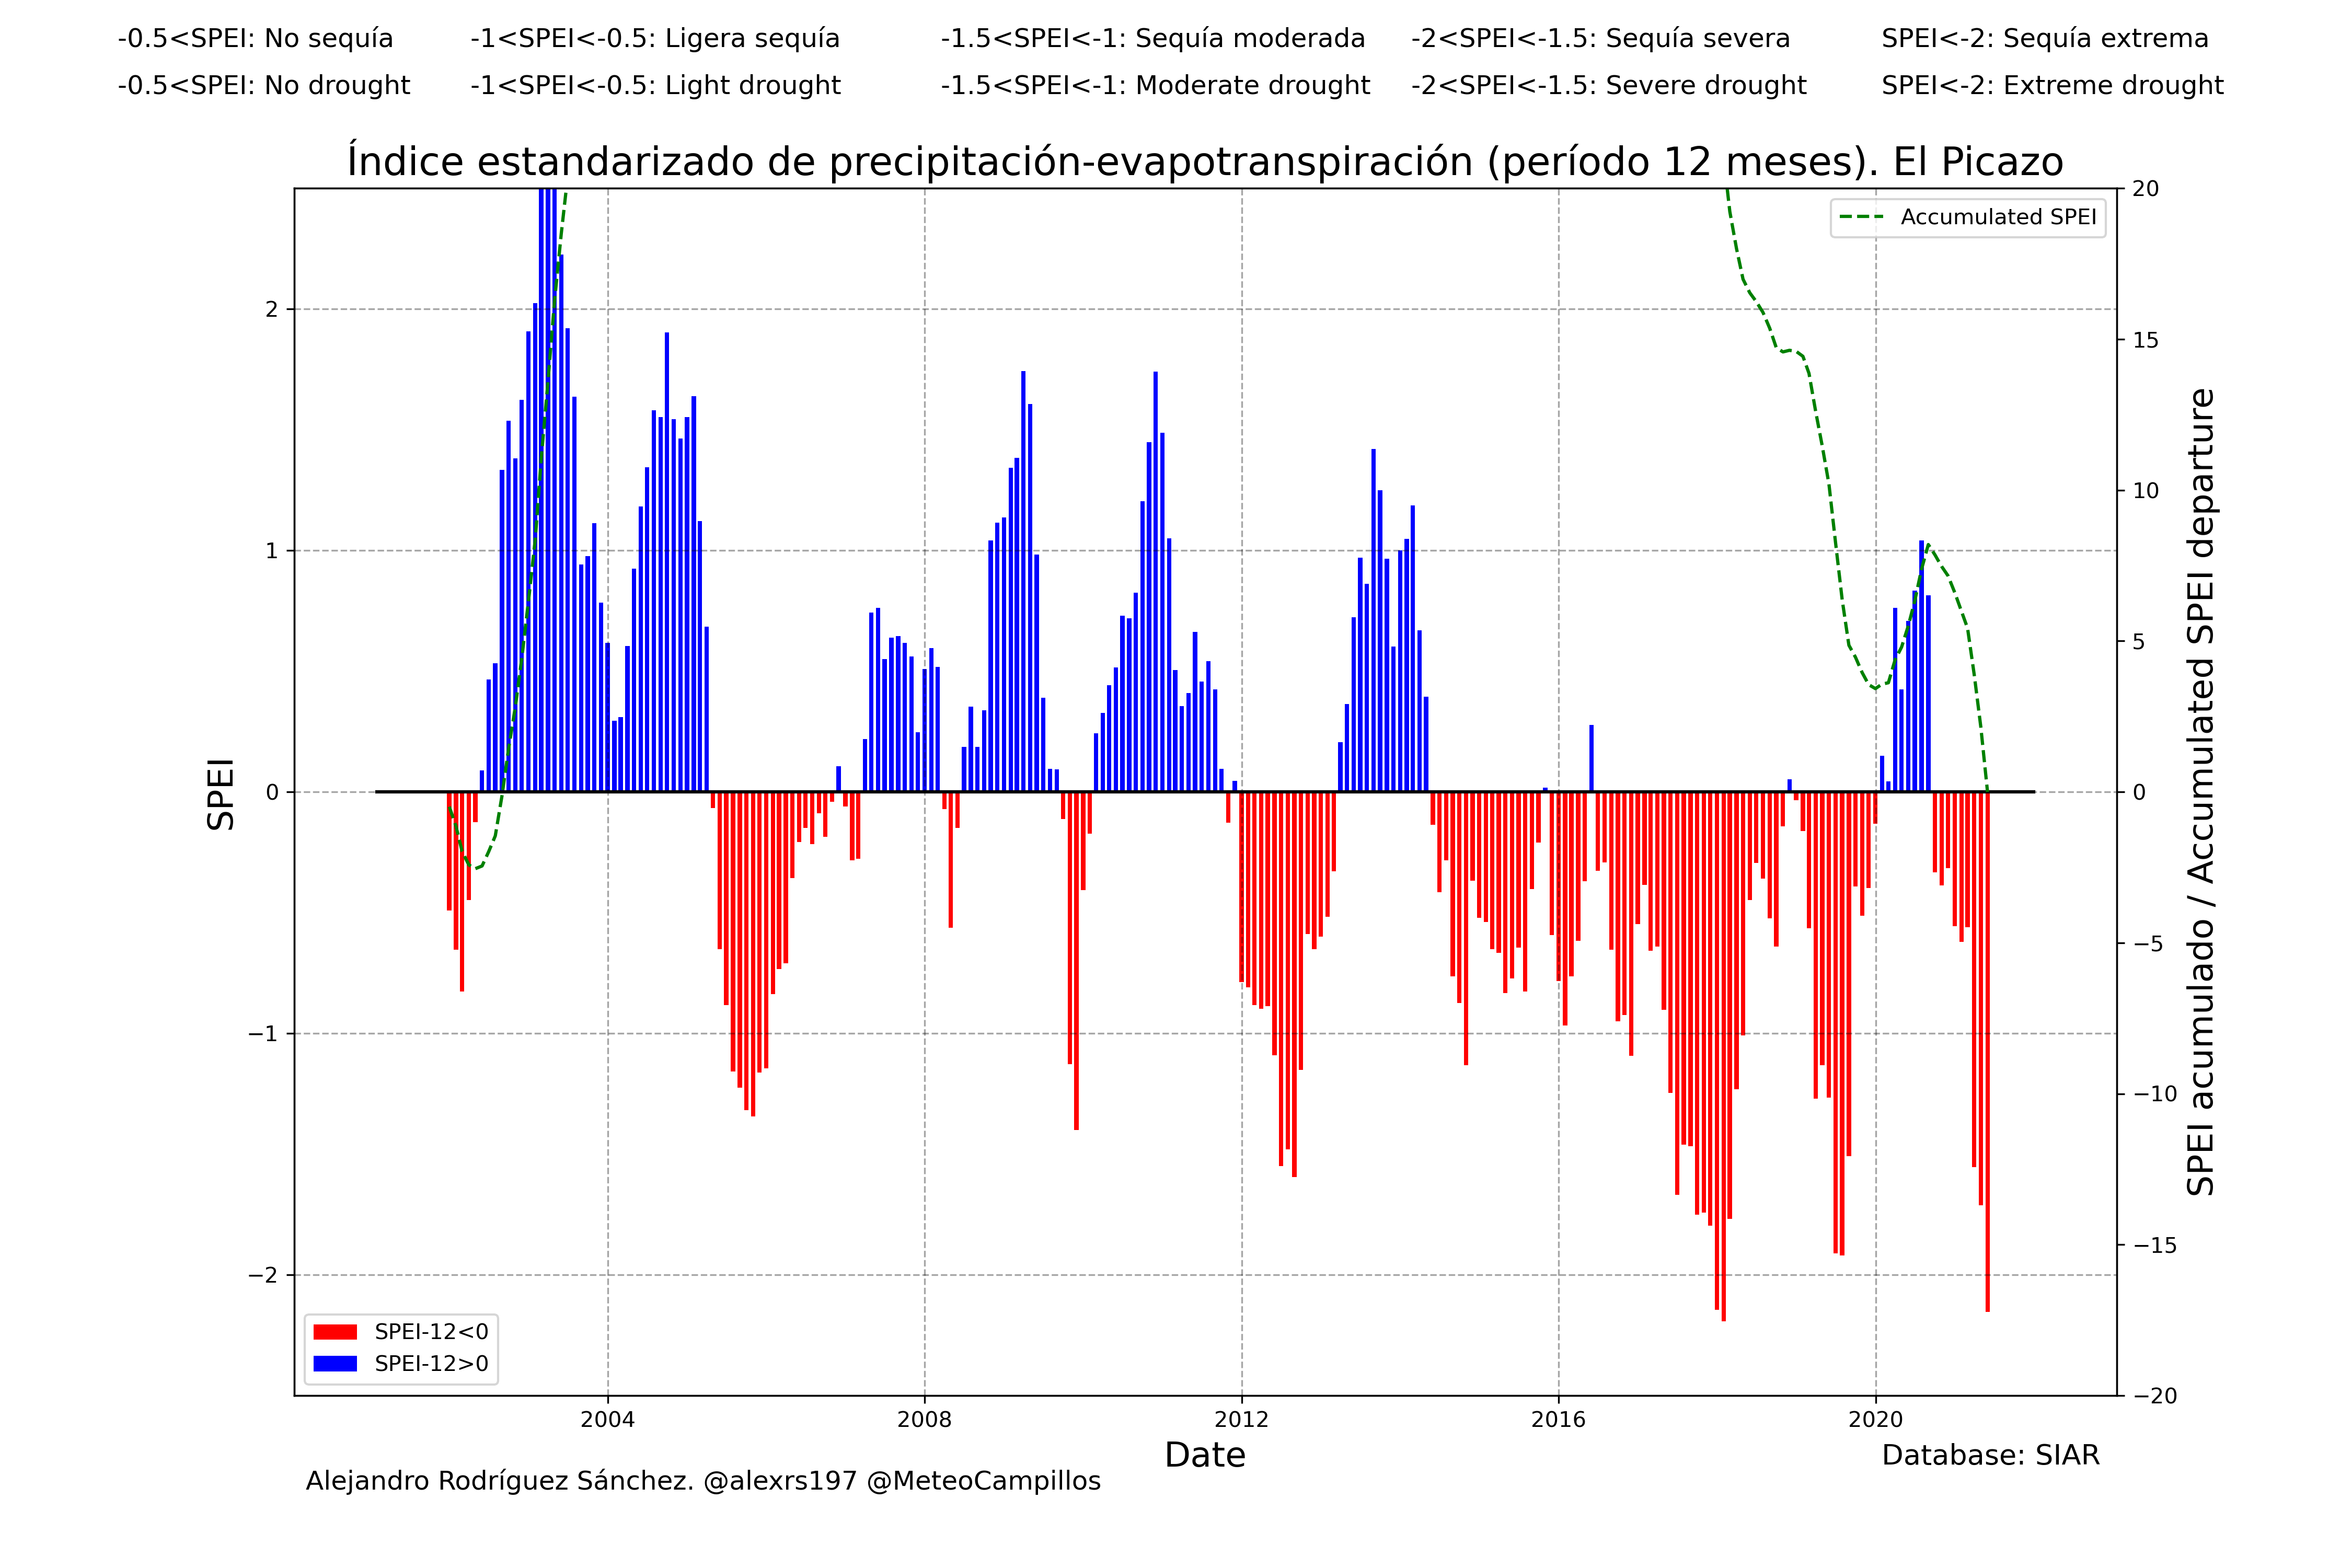 -0.5<SPEI: No sequía -1<SPEI<-0.5: Ligera sequía -1.5<SPEI<-1: Sequía moderada -2<SPEI<-1.5: Sequía severa SPEI<-2: Sequía extrema
-0.5<SPEI: No drought -1<SPEI<-0.5: Light drought -1.5<SPEI<-1: Moderate drought -2<SPEI<-1.5: Severe drought SPEI<-2: Extreme drought
Índice estandarizado de precipitación-evapotranspiración (período 12 meses). El Picazo
Accumulated SPEI
SPEI
2
1
0
−1
−2
20
15
10
5
0
−5
−10
−15
−20
SPEI acumulado / Accumulated SPEI departure
SPEI-12<0
SPEI-12>0
2004 2008 2012 2016 2020
Date
Database: SIAR
Alejandro Rodríguez Sánchez. @alexrs197 @MeteoCampillos